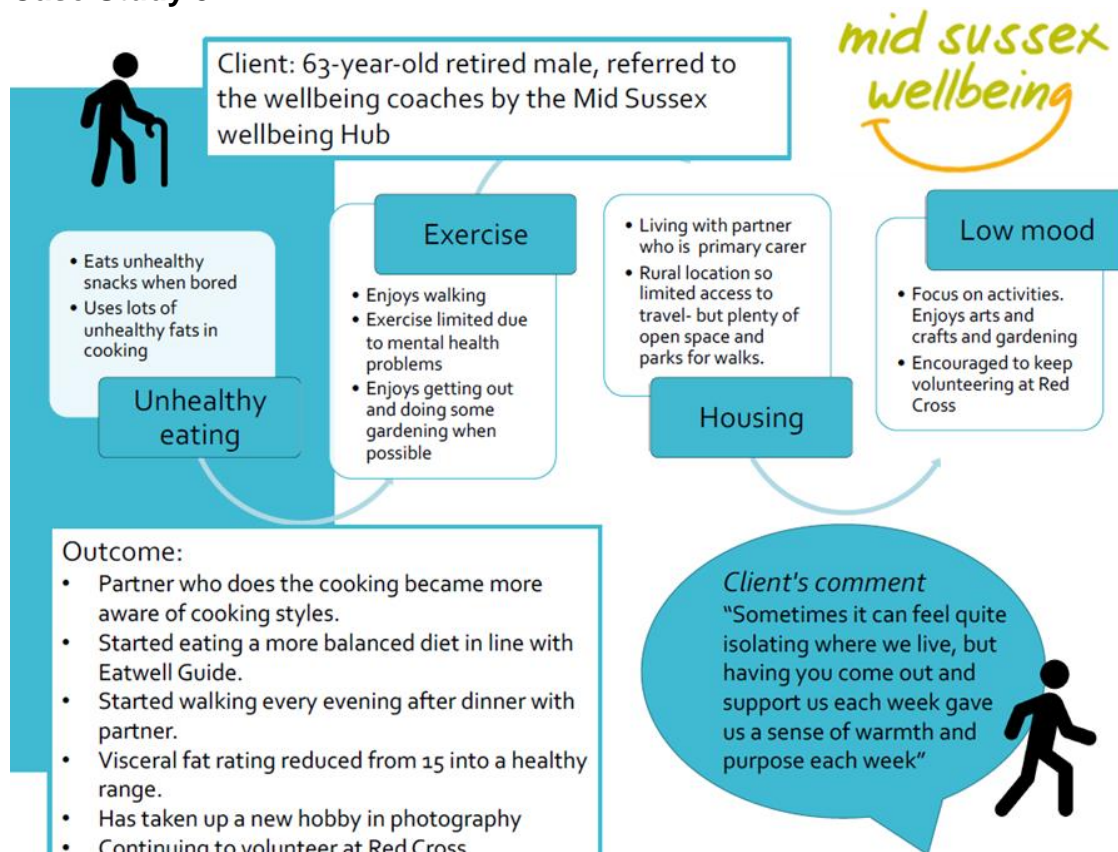 Client: 63-year-old retired male, referred to
the wellbeing coaches by the Mid Sussex
wellbeing Hub
mid sussex
wellbeing
• Eats unhealthy
snacks when bored
• Uses lots of
unhealthy fats in
cooking
Unhealthy
eating
Exercise
• Enjoys walking
• Exercise limited due
to mental health
problems
• Enjoys getting out
and doing some
gardening when
possible
• Living with partner
who is primary carer
• Rural location so
limited access to
travel- but plenty of
open space and
parks for walks.
Housing
Low mood
• Focus on activities.
Enjoys arts and
crafts and gardening
• Encouraged to keep
volunteering at Red
Cross
Outcome:
• Partner who does the cooking became more
aware of cooking styles.
• Started eating a more balanced diet in line with
Eatwell Guide.
• Started walking every evening after dinner with
partner.
• Visceral fat rating reduced from 15 into a healthy
range.
• Has taken up a new hobby in photography
• Continuing to volunteer at Red Cross
Client's comment
"Sometimes it can feel quite
isolating where we live, but
having you come out and
support us each week gave
us a sense of warmth and
purpose each week"